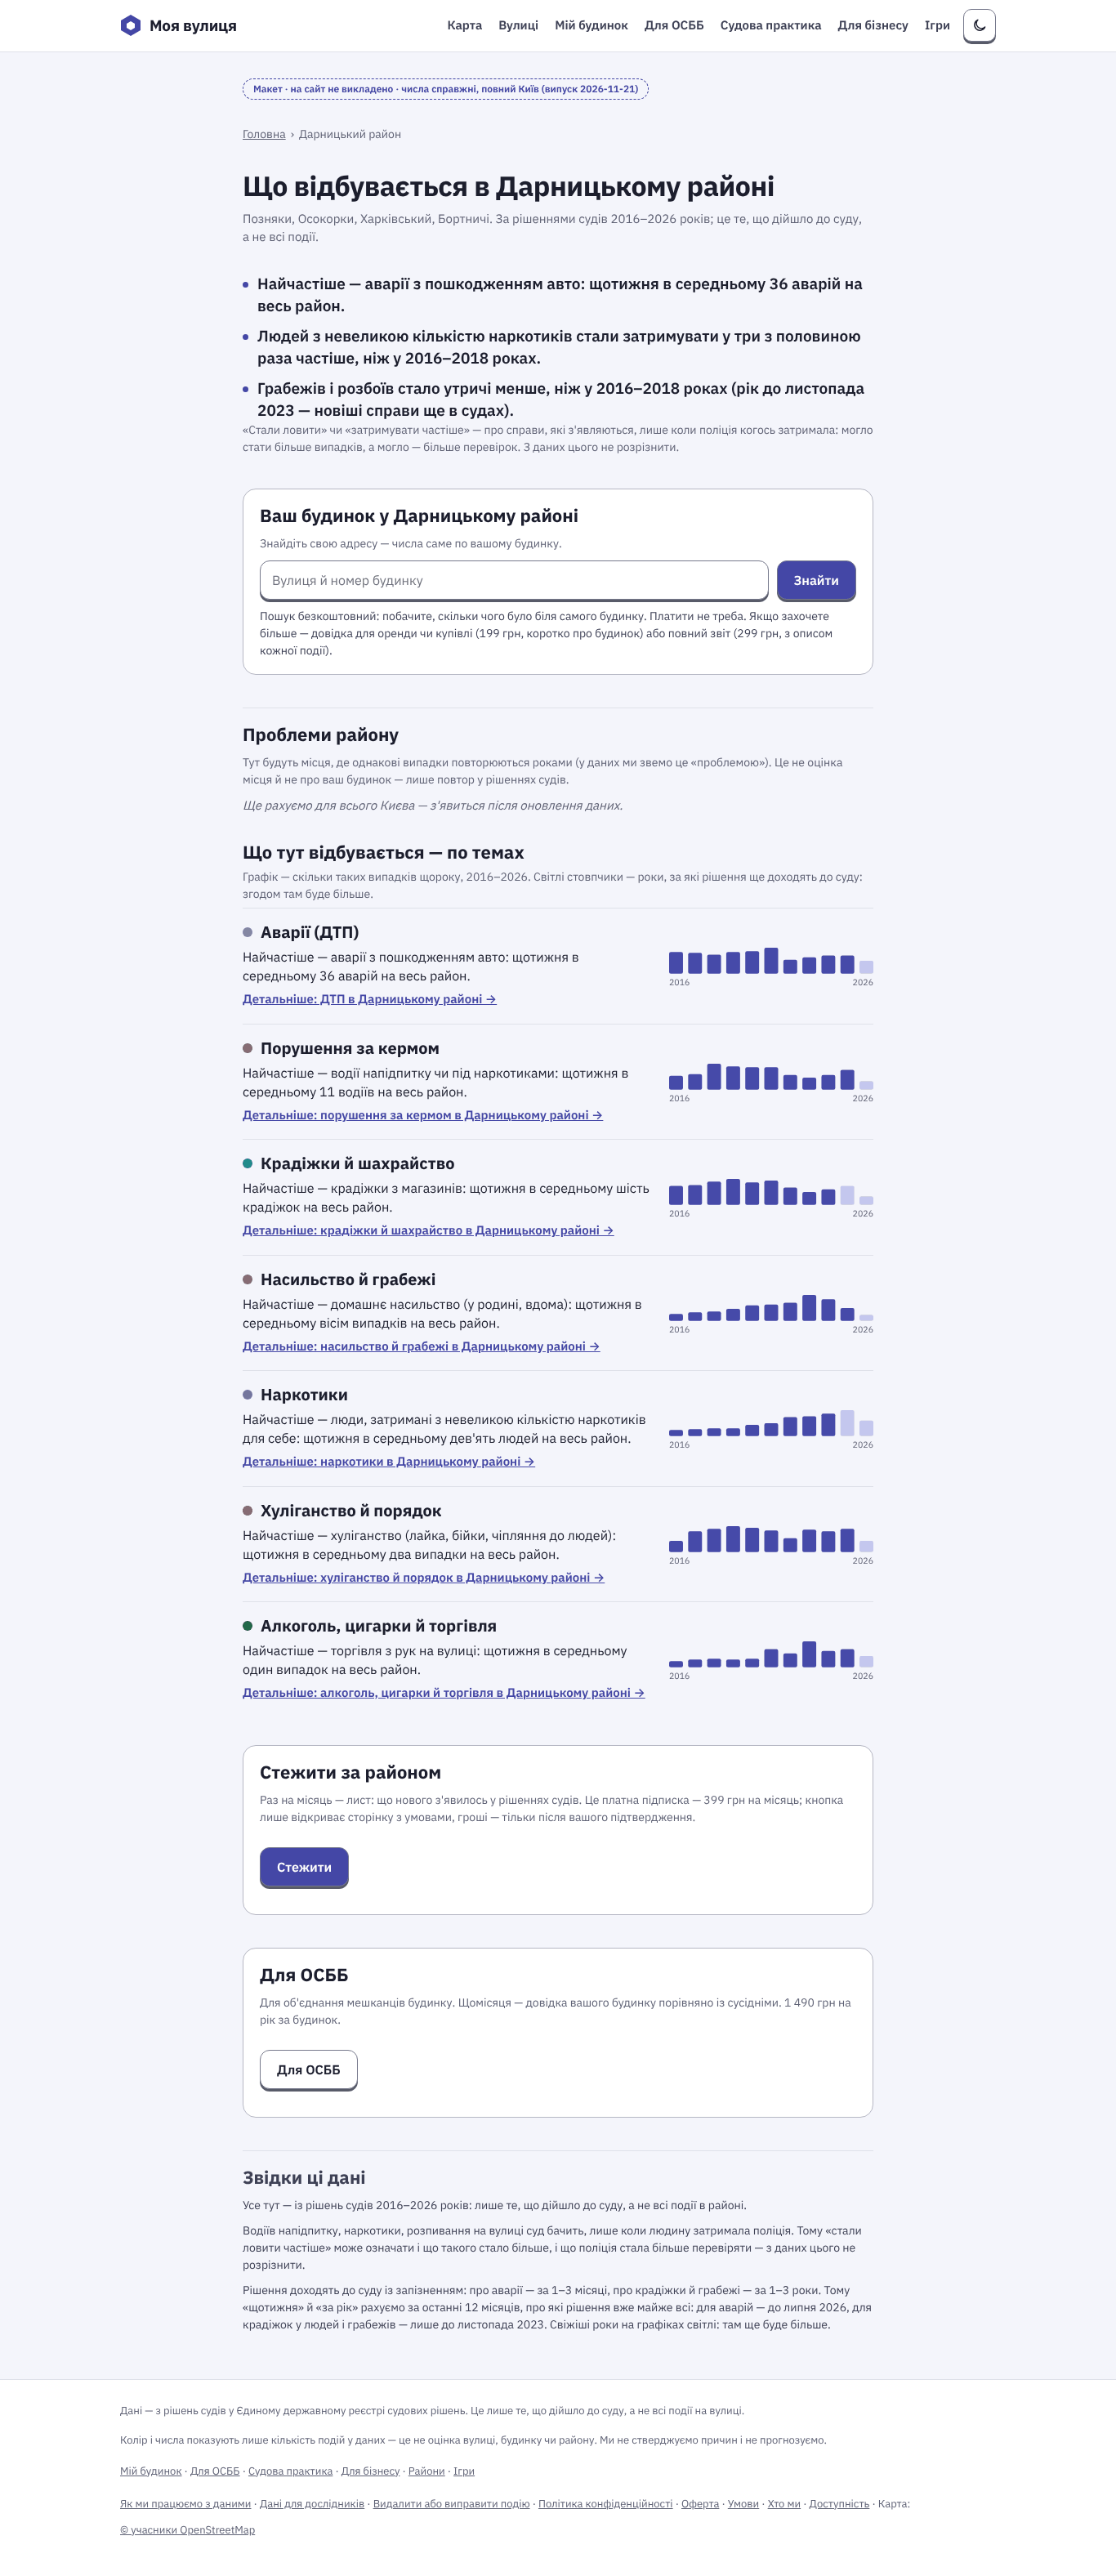 Моя вулиця
Карта Вулиці Мій будинок Для ОСББ Судова практика Для бізнесу Ігри
Макет · на сайт не викладено · числа справжні, повний Київ (випуск 2026-11-21)
Головна › Дарницький район
Що відбувається в Дарницькому районі
Позняки, Осокорки, Харківський, Бортничі. За рішеннями судів 2016–2026 років; це те, що дійшло до суду,
а не всі події.
Найчастіше — аварії з пошкодженням авто: щотижня в середньому 36 аварій на
весь район.
Людей з невеликою кількістю наркотиків стали затримувати у три з половиною
раза частіше, ніж у 2016–2018 роках.
Грабежів і розбоїв стало утричі менше, ніж у 2016–2018 роках (рік до листопада
2023 — новіші справи ще в судах).
«Стали ловити» чи «затримувати частіше» — про справи, які з'являються, лише коли поліція когось затримала: могло
стати більше випадків, а могло — більше перевірок. З даних цього не розрізнити.
Ваш будинок у Дарницькому районі
Знайдіть свою адресу — числа саме по вашому будинку.
Вулиця й номер будинку
Знайти
Пошук безкоштовний: побачите, скільки чого було біля самого будинку. Платити не треба. Якщо захочете
більше — довідка для оренди чи купівлі (199 грн, коротко про будинок) або повний звіт (299 грн, з описом
кожної події).
Проблеми району
Тут будуть місця, де однакові випадки повторюються роками (у даних ми звемо це «проблемою»). Це не оцінка
місця й не про ваш будинок — лише повтор у рішеннях судів.
Ще рахуємо для всього Києва — з'явиться після оновлення даних.
Що тут відбувається — по темах
Графік — скільки таких випадків щороку, 2016–2026. Світлі стовпчики — роки, за які рішення ще доходять до суду:
згодом там буде більше.
Аварії (ДТП)
Найчастіше — аварії з пошкодженням авто: щотижня в
середньому 36 аварій на весь район.
Детальніше: ДТП в Дарницькому районі →
2016 2026
Порушення за кермом
Найчастіше — водії напідпитку чи під наркотиками: щотижня в
середньому 11 водіїв на весь район.
Детальніше: порушення за кермом в Дарницькому районі →
2016 2026
Крадіжки й шахрайство
Найчастіше — крадіжки з магазинів: щотижня в середньому шість
крадіжок на весь район.
Детальніше: крадіжки й шахрайство в Дарницькому районі →
2016 2026
Насильство й грабежі
Найчастіше — домашнє насильство (у родині, вдома): щотижня в
середньому вісім випадків на весь район.
Детальніше: насильство й грабежі в Дарницькому районі →
2016 2026
Наркотики
Найчастіше — люди, затримані з невеликою кількістю наркотиків
для себе: щотижня в середньому дев'ять людей на весь район.
Детальніше: наркотики в Дарницькому районі →
2016 2026
Хуліганство й порядок
Найчастіше — хуліганство (лайка, бійки, чіпляння до людей):
щотижня в середньому два випадки на весь район.
Детальніше: хуліганство й порядок в Дарницькому районі →
2016 2026
Алкоголь, цигарки й торгівля
Найчастіше — торгівля з рук на вулиці: щотижня в середньому
один випадок на весь район.
Детальніше: алкоголь, цигарки й торгівля в Дарницькому районі →
2016 2026
Стежити за районом
Раз на місяць — лист: що нового з'явилось у рішеннях судів. Це платна підписка — 399 грн на місяць; кнопка
лише відкриває сторінку з умовами, гроші — тільки після вашого підтвердження.
Стежити
Для ОСББ
Для об'єднання мешканців будинку. Щомісяця — довідка вашого будинку порівняно із сусідніми. 1 490 грн на
рік за будинок.
Для ОСББ
Звідки ці дані
Усе тут — із рішень судів 2016–2026 років: лише те, що дійшло до суду, а не всі події в районі.
Водіїв напідпитку, наркотики, розпивання на вулиці суд бачить, лише коли людину затримала поліція. Тому «стали
ловити частіше» може означати і що такого стало більше, і що поліція стала більше перевіряти — з даних цього не
розрізнити.
Рішення доходять до суду із запізненням: про аварії — за 1–3 місяці, про крадіжки й грабежі — за 1–3 роки. Тому
«щотижня» й «за рік» рахуємо за останні 12 місяців, про які рішення вже майже всі: для аварій — до липня 2026, для
крадіжок у людей і грабежів — лише до листопада 2023. Свіжіші роки на графіках світлі: там ще буде більше.
Дані — з рішень судів у Єдиному державному реєстрі судових рішень. Це лише те, що дійшло до суду, а не всі події на вулиці.
Колір і числа показують лише кількість подій у даних — це не оцінка вулиці, будинку чи району. Ми не стверджуємо причин і не прогнозуємо.
Мій будинок · Для ОСББ · Судова практика · Для бізнесу · Райони · Ігри
Як ми працюємо з даними · Дані для дослідників · Видалити або виправити подію · Політика конфіденційності · Оферта · Умови · Хто ми · Доступність · Карта:
© учасники OpenStreetMap